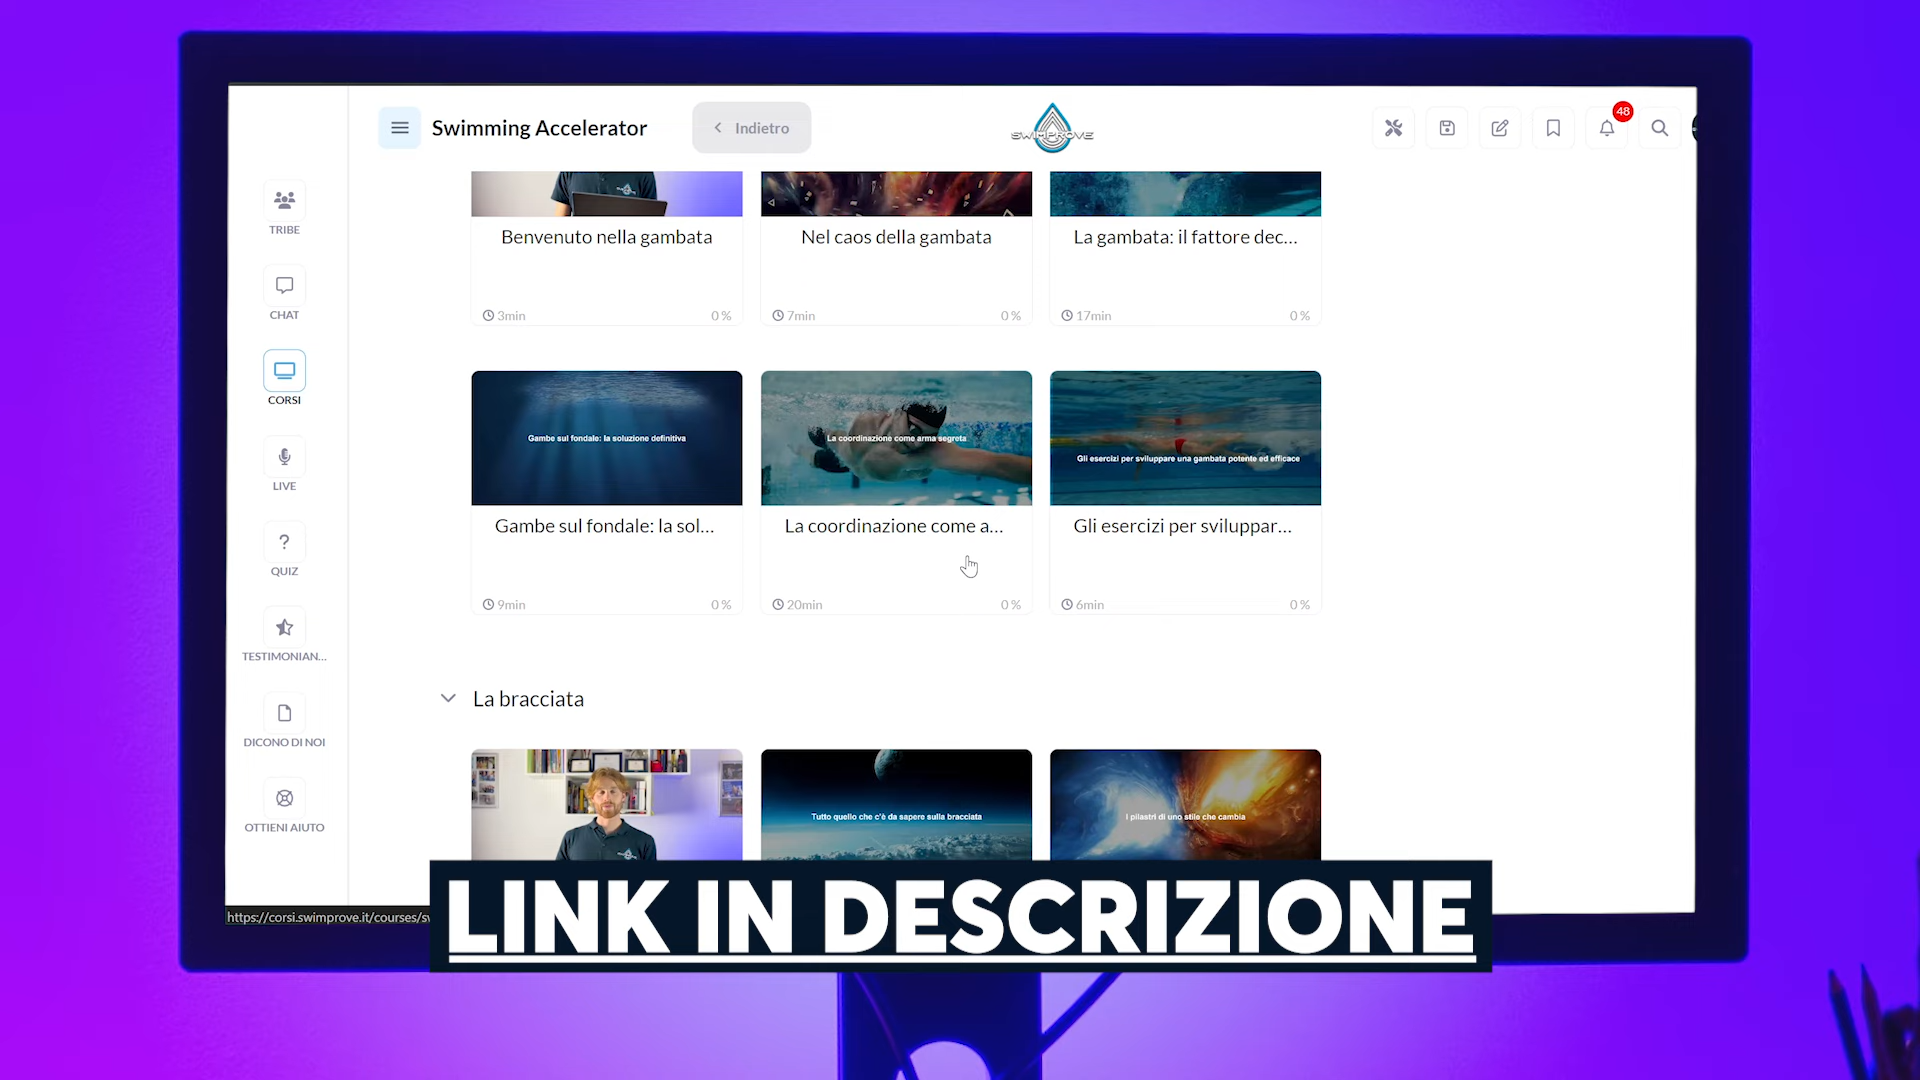 Swimming Accelerator
Indietro
SWIMPROVE
48
TRIBE
CHAT
CORSI
LIVE
QUIZ
TESTIMONIAN...
DICONO DI NOI
OTTIENI AIUTO
Benvenuto nella gambata
Nel caos della gambata
La gambata: il fattore dec...
3min
0 %
7min
0 %
17min
0 %
Gambe sul fondale: la soluzione definitiva
La coordinazione come arma segreta
Gli esercizi per sviluppare una gambata potente ed efficace
Gambe sul fondale: la sol...
La coordinazione come a...
Gli esercizi per sviluppar...
9min
0 %
20min
0 %
6min
0 %
La bracciata
Tutto quello che c'è da sapere sulla bracciata
I pilastri di uno stile che cambia
https://corsi.swimprove.it/courses/sw
LINK IN DESCRIZIONE